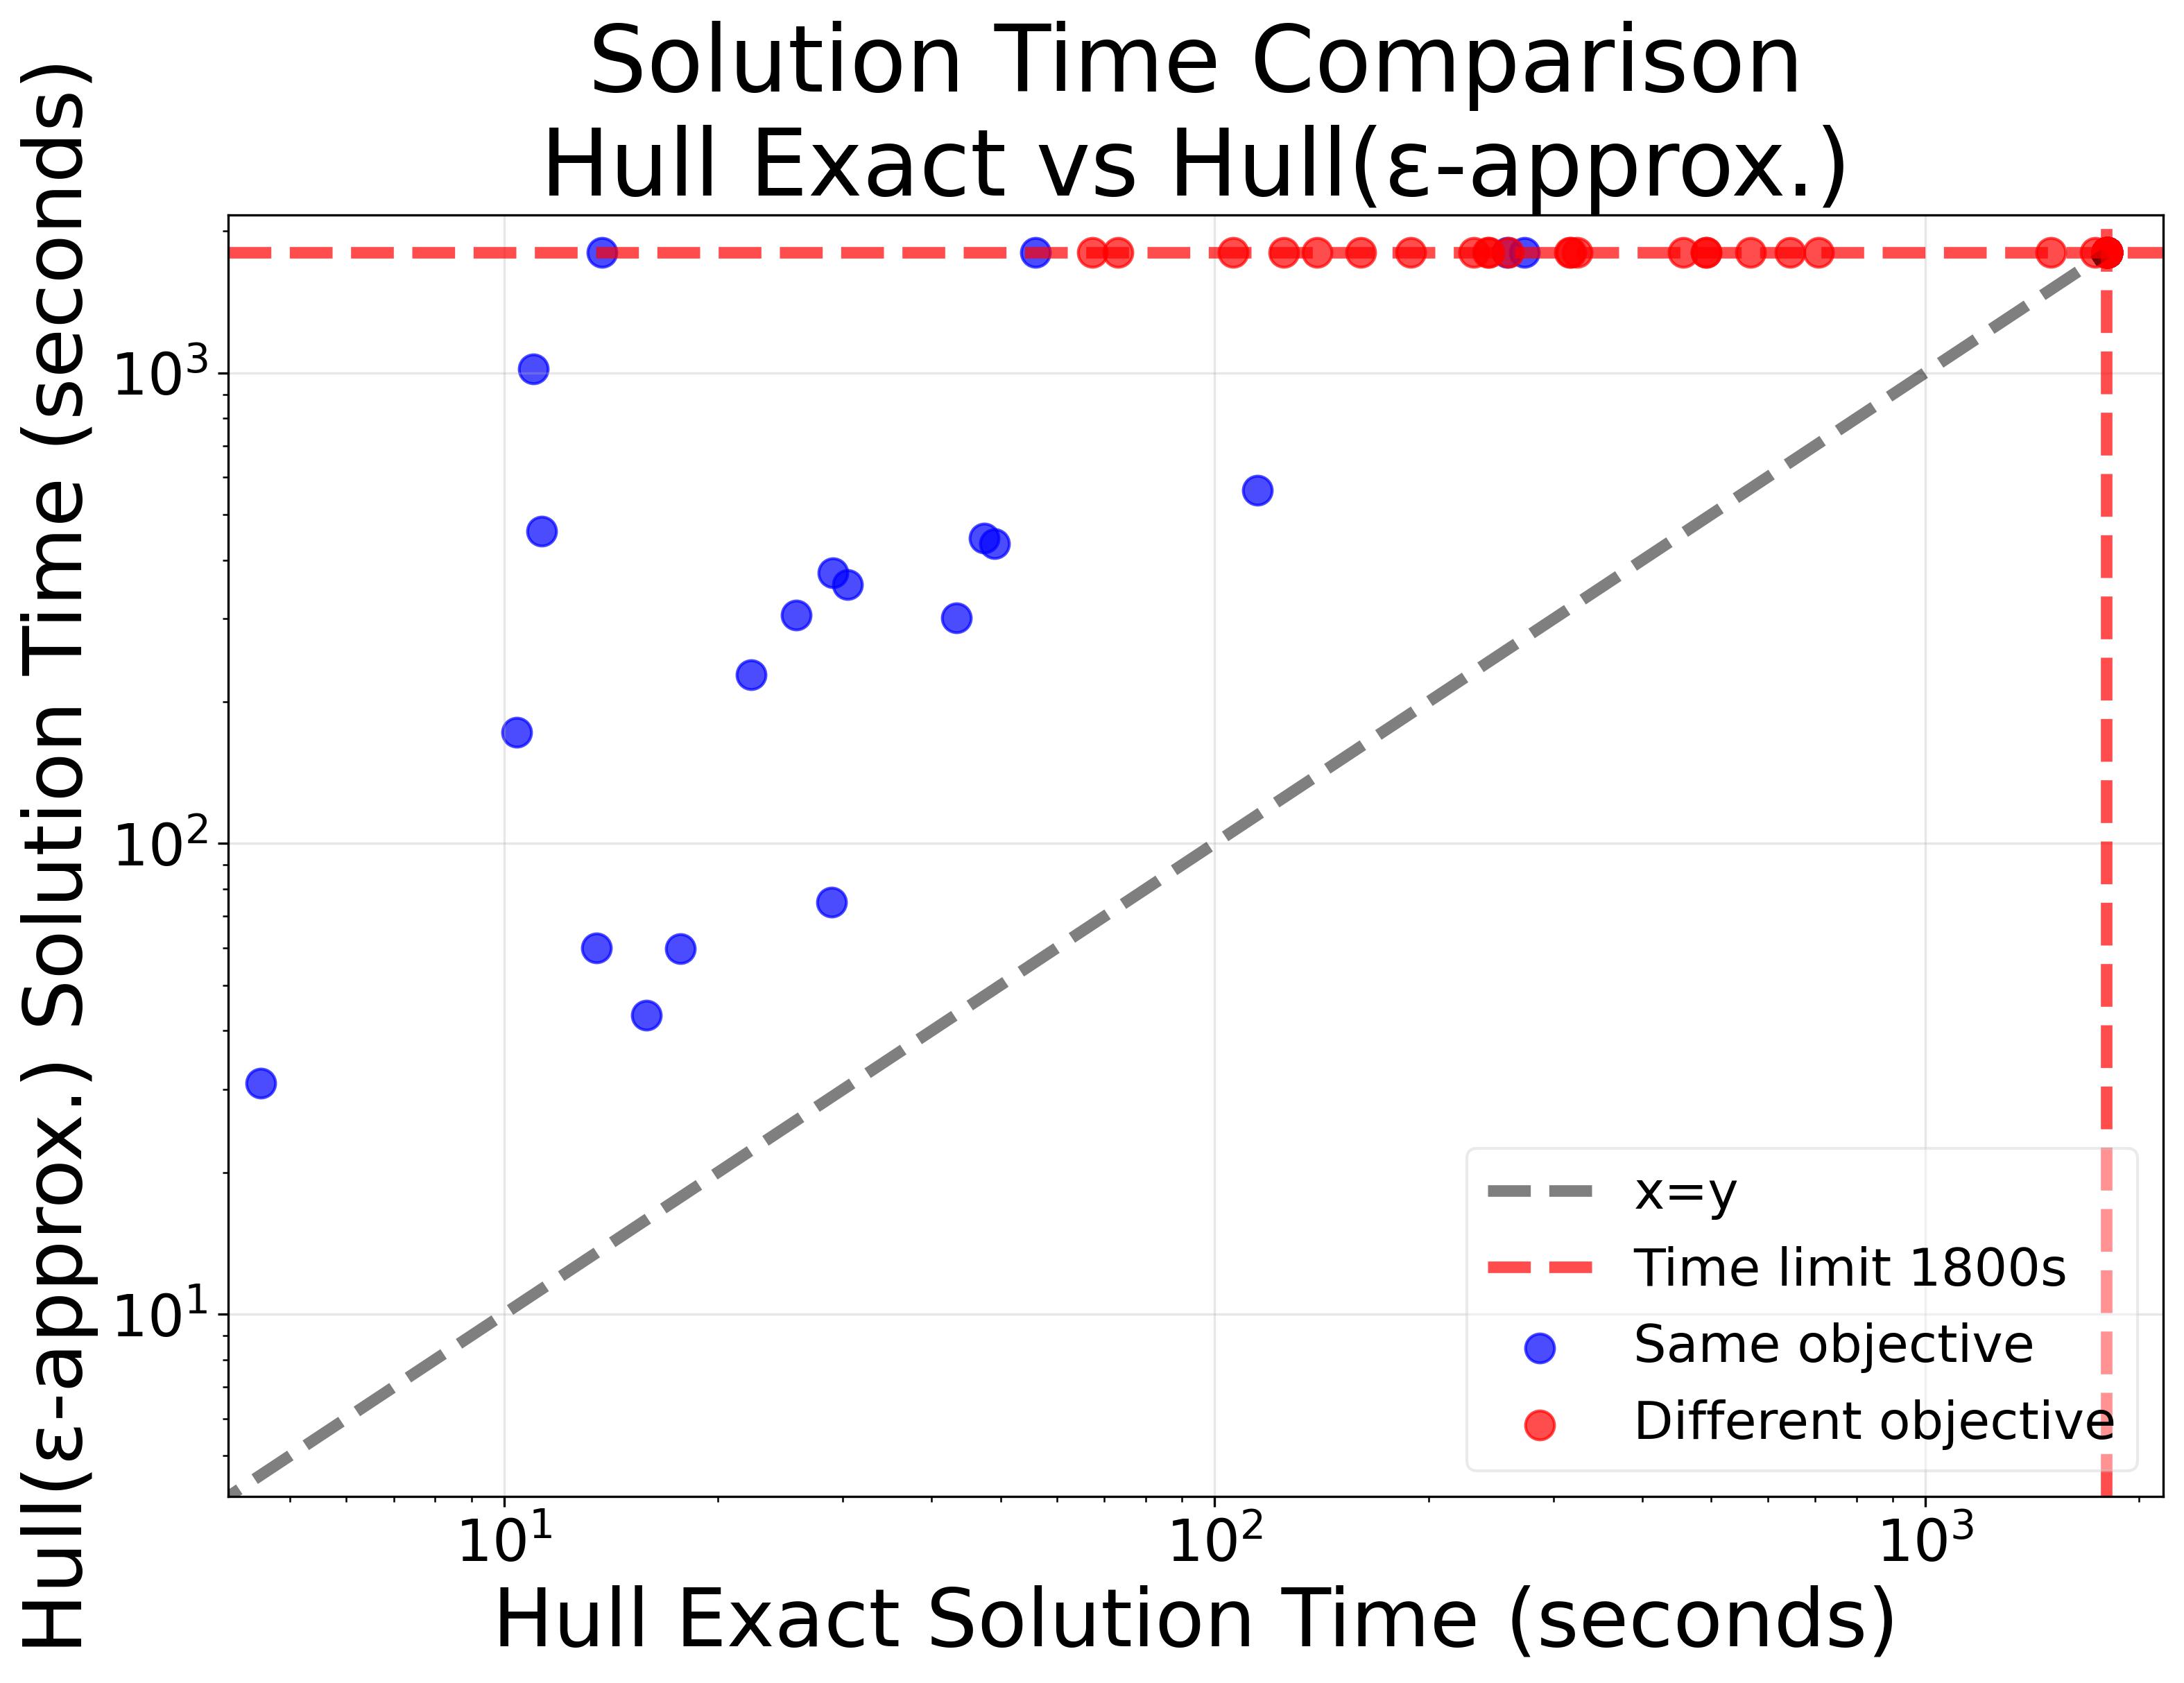 Solution Time Comparison
Hull Exact vs Hull(ε-approx.)
Hull(ε-approx.) Solution Time (seconds)
10³
10²
10¹
x=y
Time limit 1800s
Same objective
Different objective
10¹ 10² 10³
Hull Exact Solution Time (seconds)